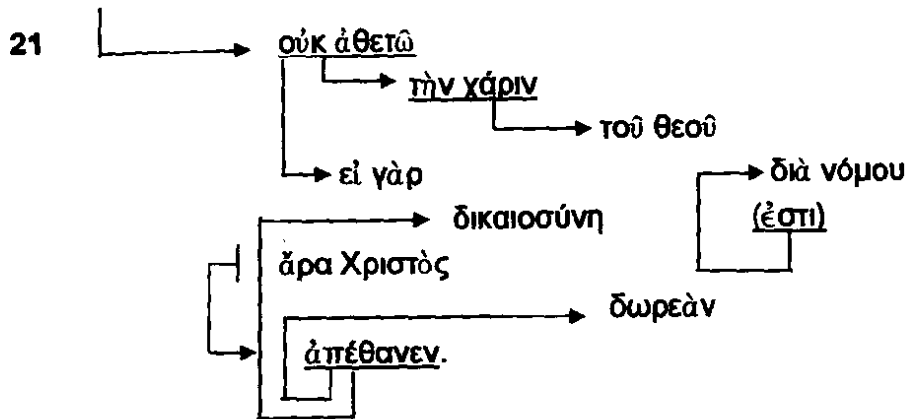 21 οὐκ ἀθετῶ
τὴν χάριν
τοῦ θεοῦ
εἰ γὰρ διὰ νόμου
δικαιοσύνη (ἐστι)
ἄρα Χριστὸς
δωρεὰν
ἀπέθανεν.